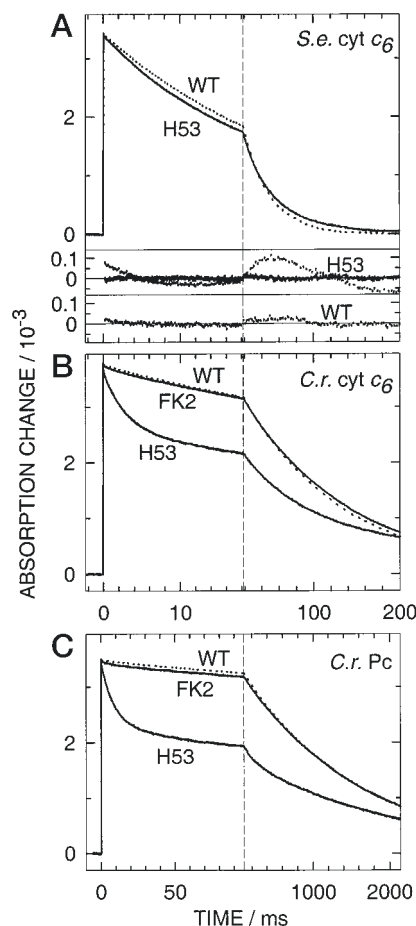 A
S.e. cyt c6
WT
H53
2
0
0.1
0
H53
0.1
0
WT
B
C.r. cyt c6
WT
FK2
H53
2
0
0
10
100
200
C
C.r. Pc
WT
FK2
H53
2
0
0
50
1000
2000
ABSORPTION CHANGE / 10-3
TIME / ms